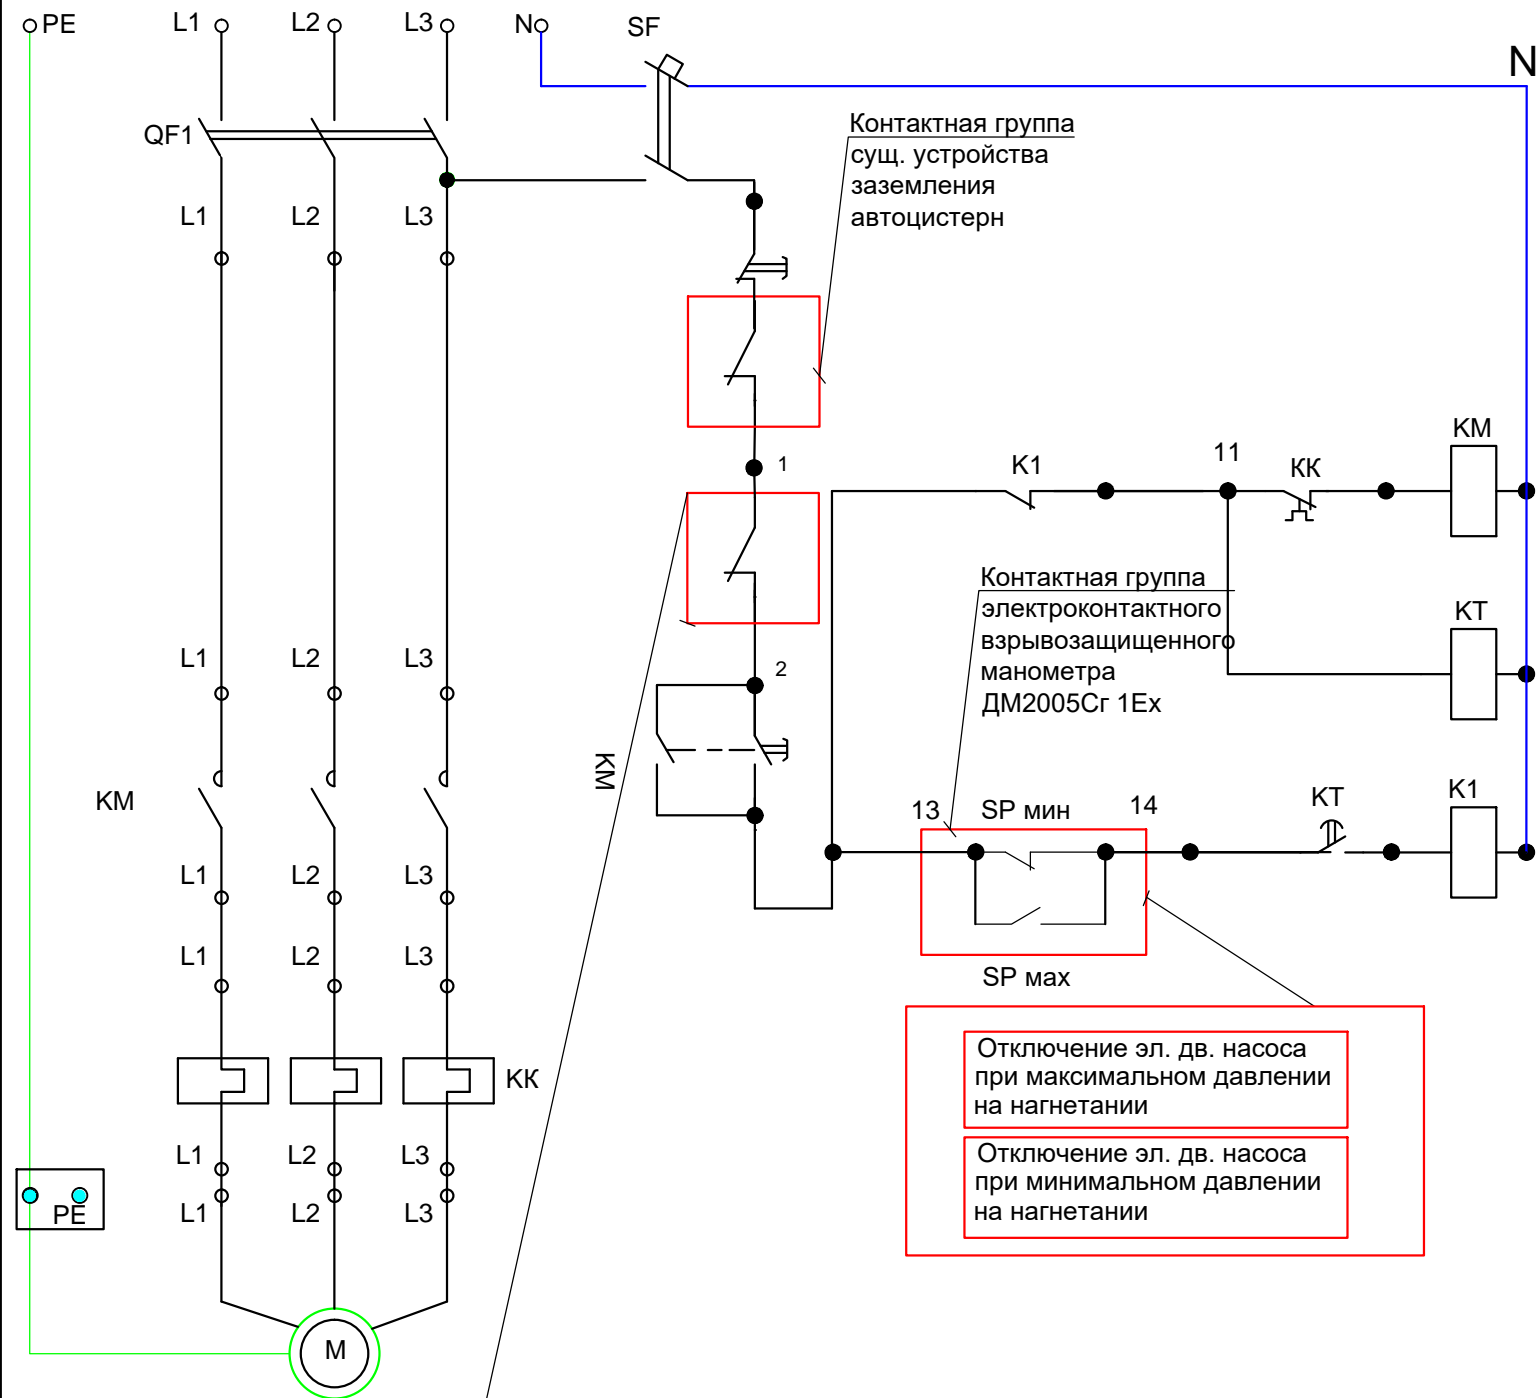 PE
L1
L2
L3
N
SF
N
QF1
Контактная группа
сущ. устройства
заземления
автоцистерн
L1
L2
L3
1
K1
11
КК
KM
Контактная группа
электроконтактного
взрывозащищенного
манометра
ДМ2005Сг 1Ех
KT
L1
L2
L3
2
KM
KM
13
SP мин
14
KT
K1
L1
L2
L3
L1
L2
L3
SP мах
Отключение эл. дв. насоса
при максимальном давлении
на нагнетании
KК
Отключение эл. дв. насоса
при минимальном давлении
на нагнетании
L1
L2
L3
PE
L1
L2
L3
M